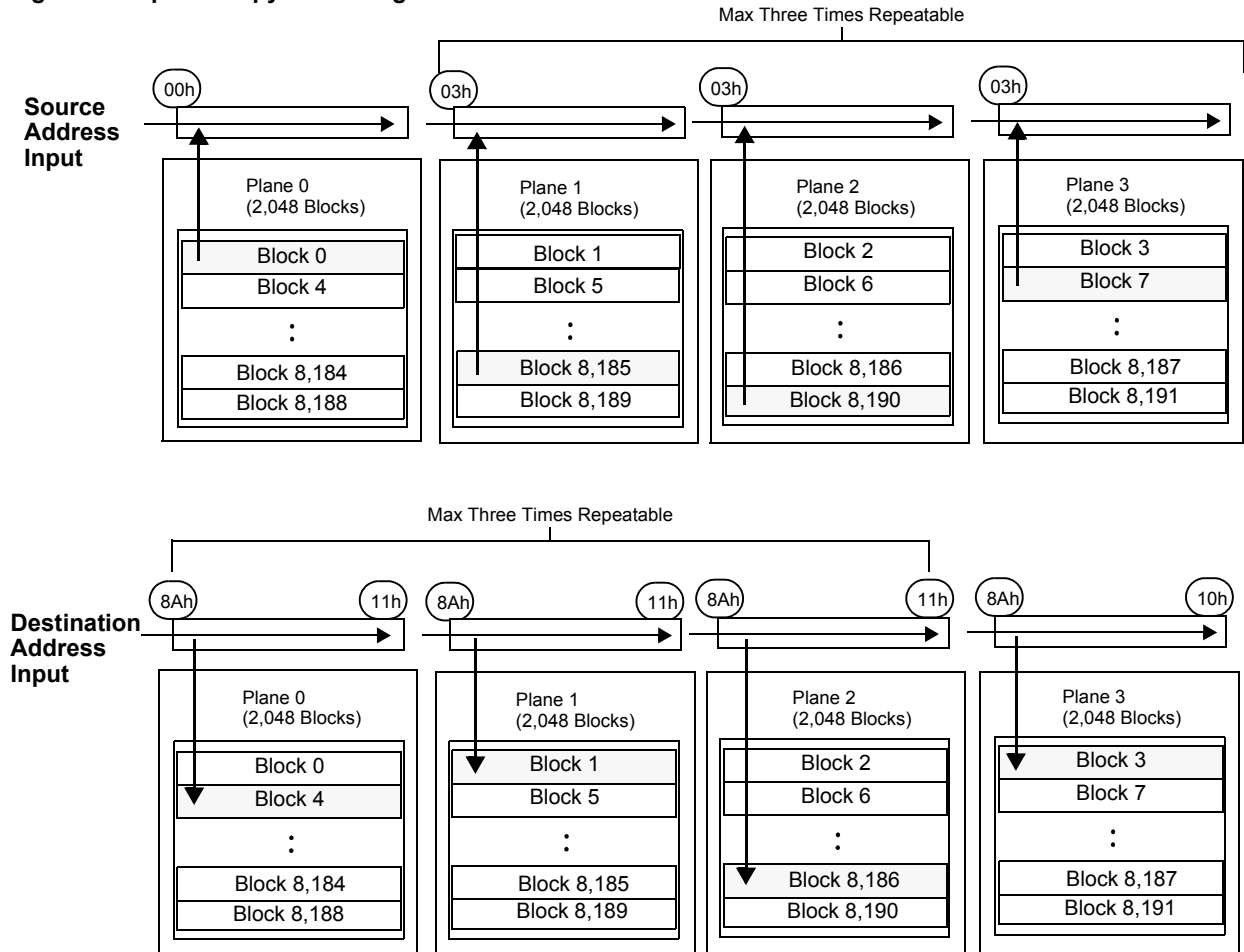 Max Three Times Repeatable
00h
03h
03h
03h
Source
Address
Input
Plane 0
(2,048 Blocks)
Block 0
Block 4
:
Block 8,184
Block 8,188
Plane 1
(2,048 Blocks)
Block 1
Block 5
:
Block 8,185
Block 8,189
Plane 2
(2,048 Blocks)
Block 2
Block 6
:
Block 8,186
Block 8,190
Plane 3
(2,048 Blocks)
Block 3
Block 7
:
Block 8,187
Block 8,191
Max Three Times Repeatable
8Ah
11h
8Ah
11h
8Ah
11h
8Ah
10h
Destination
Address
Input
Plane 0
(2,048 Blocks)
Block 0
Block 4
:
Block 8,184
Block 8,188
Plane 1
(2,048 Blocks)
Block 1
Block 5
:
Block 8,185
Block 8,189
Plane 2
(2,048 Blocks)
Block 2
Block 6
:
Block 8,186
Block 8,190
Plane 3
(2,048 Blocks)
Block 3
Block 7
:
Block 8,187
Block 8,191